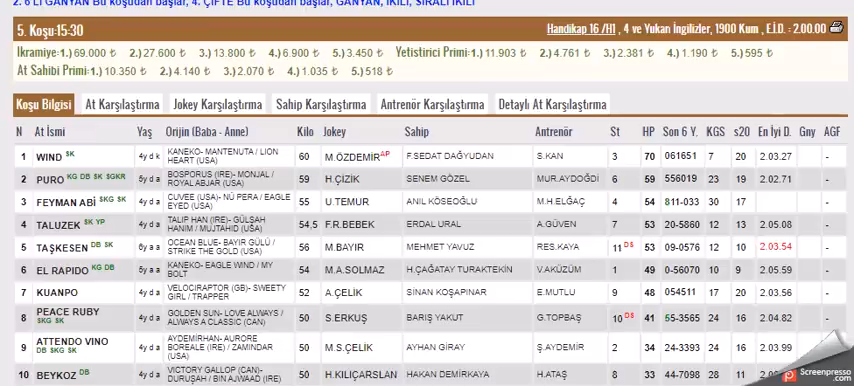 2. 6 LI GANYAN Bu koşudan başlar, 4. ÇİFTE Bu koşudan başlar, GANYAN, İKİLİ, SIRALI İKİLİ
5. Koşu:15:30 Handikap 16 /H1 , 4 ve Yukarı İngilizler, 1900 Kum , E.İ.D. : 2.00.00
Ikramiye:1.) 69.000 ₺ 2.) 27.600 ₺ 3.) 13.800 ₺ 4.) 6.900 ₺ 5.) 3.450 ₺ Yetistirici Primi:1.) 11.903 ₺ 2.) 4.761 ₺ 3.) 2.381 ₺ 4.) 1.190 ₺ 5.) 595 ₺
At Sahibi Primi:1.) 10.350 ₺ 2.) 4.140 ₺ 3.) 2.070 ₺ 4.) 1.035 ₺ 5.) 518 ₺
Koşu Bilgisi At Karşılaştırma Jokey Karşılaştırma Sahip Karşılaştırma Antrenör Karşılaştırma Detaylı At Karşılaştırma
N At İsmi Yaş Orijin (Baba - Anne) Kilo Jokey Sahip Antrenör St HP Son 6 Y. KGS s20 En İyi D. Gny AGF
1 WIND SK 4y d k KANEKO- MANTENUTA / LION HEART (USA) 60 M.ÖZDEMİR AP F.SEDAT DAĞYUDAN S.KAN 3 70 061651 7 20 2.03.27 -
2 PURO KG DB SK SGKR 5y d a BOSPORUS (IRE)- MONJAL / ROYAL ABJAR (USA) 59 H.ÇİZİK SENEM GÖZEL MUR.AYDOĞDI 6 59 556019 23 19 2.02.71 -
3 FEYMAN ABİ SKG SK 4y d a CUVEE (USA)- NÜ PERA / EAGLE EYED (USA) 55 U.TEMUR ANIL KÖSEOĞLU M.H.ELGAÇ 4 54 811-033 30 17 -
4 TALUZEK SK YP 4y d a TALIP HAN (IRE)- GÜLŞAH HANIM / MUJTAHID (USA) 54,5 F.R.BEBEK ERDAL URAL A.GÜVEN 7 53 20-5860 12 13 2.05.08 -
5 TAŞKESEN DB SK 6y a a OCEAN BLUE- BAYIR GÜLÜ / STRIKE THE GOLD (USA) 56 M.BAYIR MEHMET YAVUZ RES.KAYA 11 DS 53 09-0576 12 10 2.03.54 -
6 EL RAPIDO KG DB 6y a a KANEKO- EAGLE WIND / MY BOLT 54 M.A.SOLMAZ H.ÇAĞATAY TURAKTEKİN V.AKÜZÜM 1 49 0-56070 10 9 2.05.59 -
7 KUANPO 4y d a VELOCIRAPTOR (GB)- SWEETY GIRL / TRAPPER 52 A.ÇELİK SİNAN KOŞAPINAR E.MUTLU 9 48 054511 17 20 2.03.56 -
8 PEACE RUBY SKG SK 4y d a GOLDEN SUN- LOVE ALWAYS / ALWAYS A CLASSIC (CAN) 50 S.ERKUŞ BARIŞ YAKUT G.TOPBAŞ 10 DS 41 55-3565 24 16 2.04.82 -
9 ATTENDO VINO DB SKG SK 4y d a AYDEMİRHAN- AURORE BOREALE (IRE) / ZAMINDAR (USA) 50 M.S.ÇELİK AYHAN GİRAY Ş.AYDEMİR 2 34 24-3393 24 16 2.03.99
10 BEYKOZ DB 4y d a VICTORY GALLOP (CAN)- DURUŞAH / BIN AJWAAD (IRE) 50 H.KILIÇARSLAN HAKAN DEMİRKAYA H.ATAŞ 8 33 44-7098 28 11
Screenpresso
Screenpresso.com